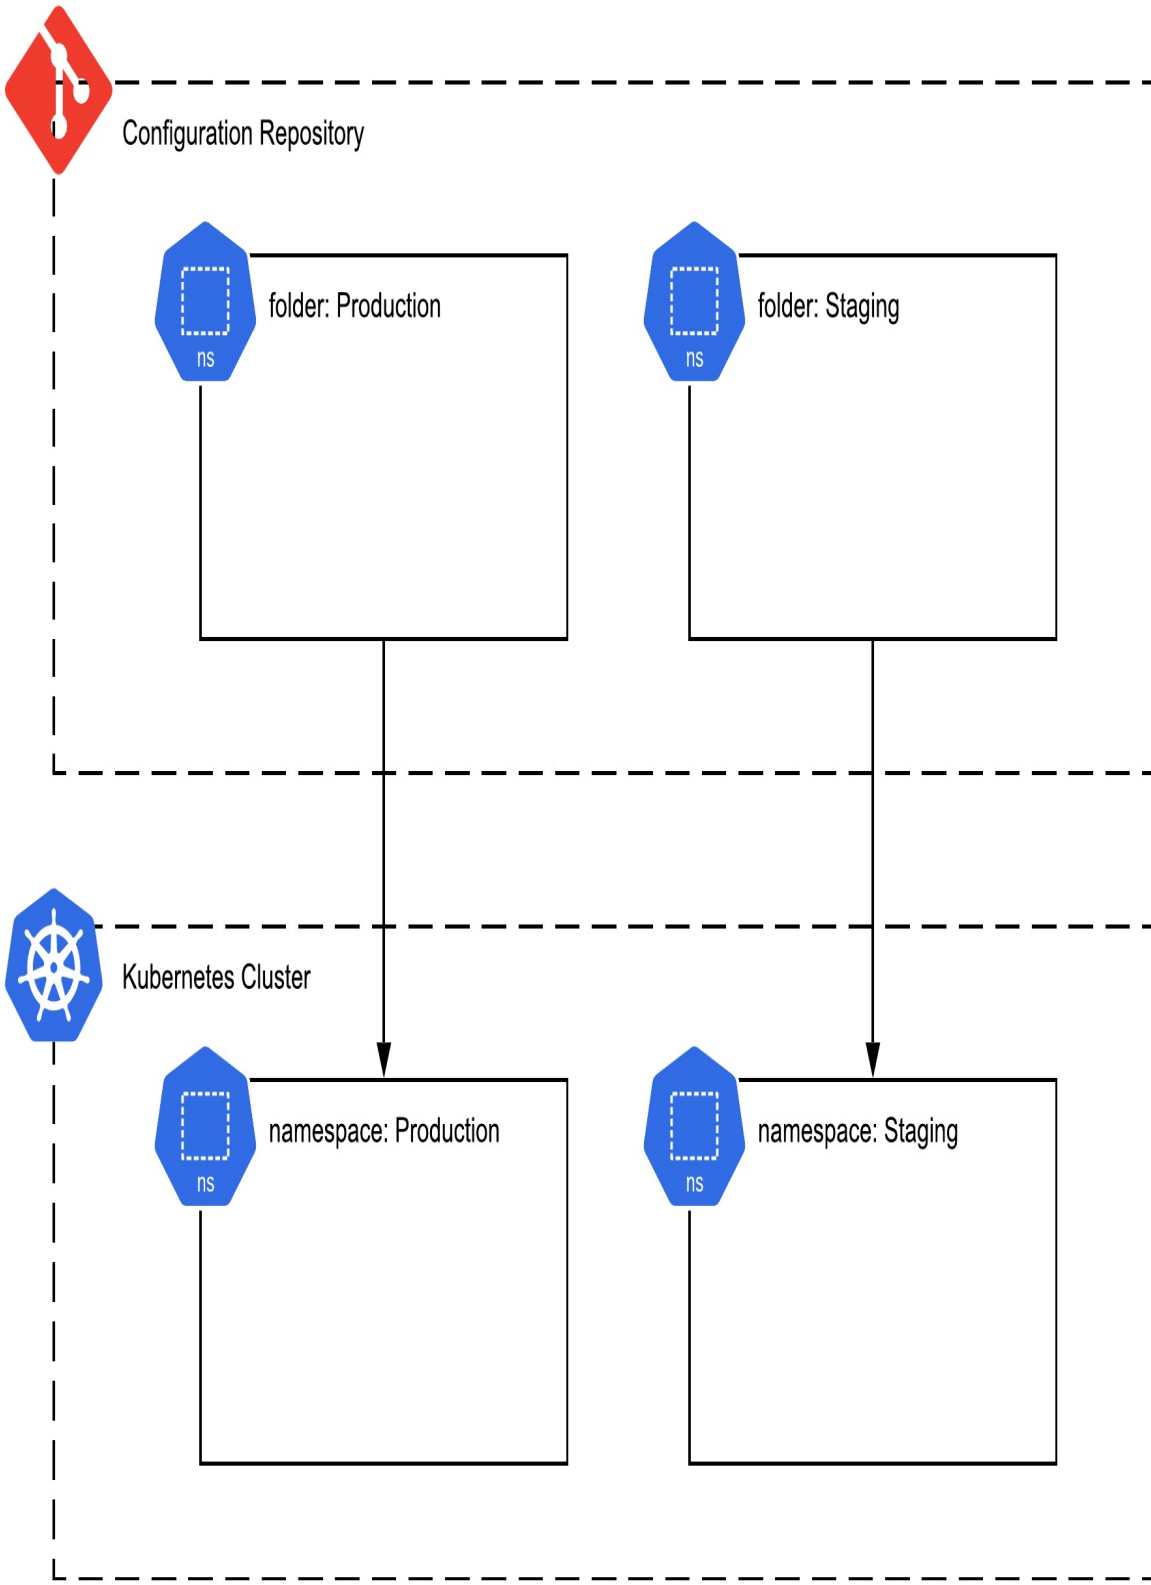 Configuration Repository
folder: Production
folder: Staging
ns
ns
Kubernetes Cluster
namespace: Production
namespace: Staging
ns
ns